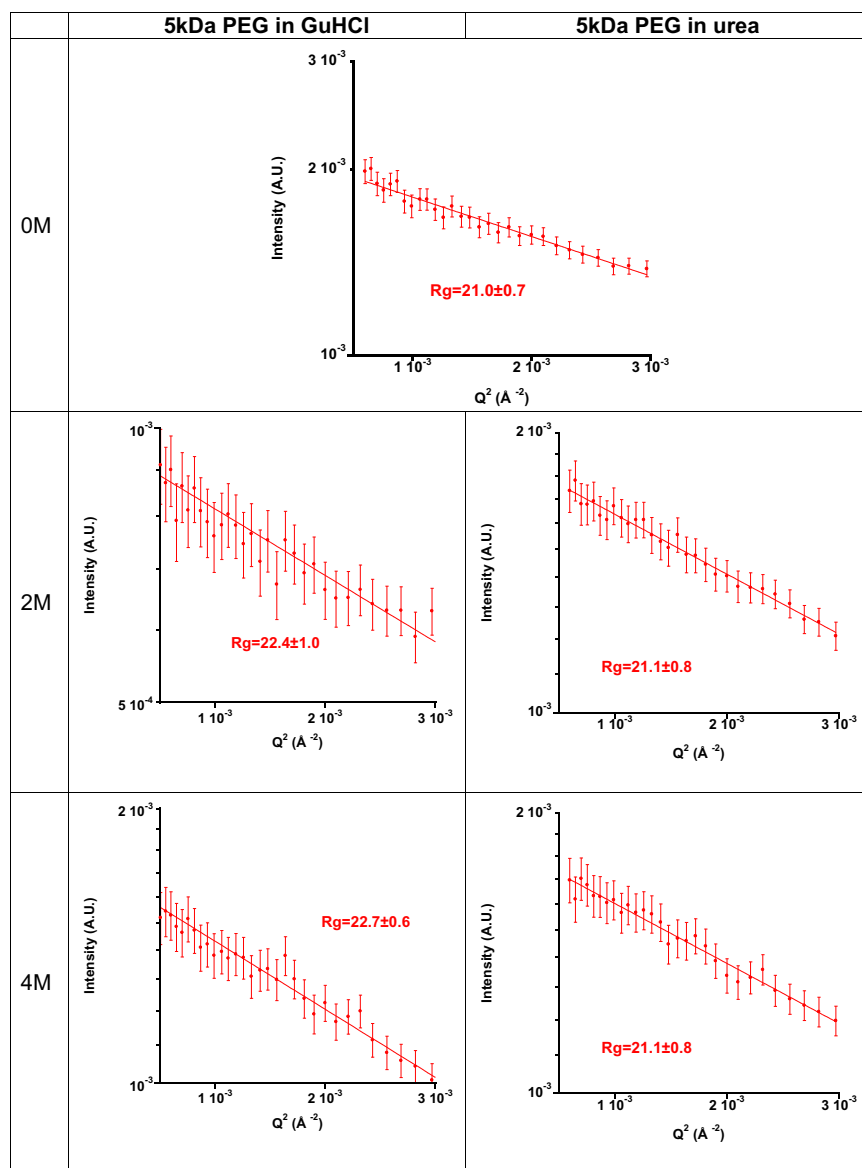 5kDa PEG in GuHCl
5kDa PEG in urea
0M
3 10⁻³
2 10⁻³
10⁻³
Intensity (A.U.)
Rg=21.0±0.7
1 10⁻³
2 10⁻³
3 10⁻³
Q² (Å ⁻²)
2M
10⁻³
5 10⁻⁴
Intensity (A.U.)
Rg=22.4±1.0
1 10⁻³
2 10⁻³
3 10⁻³
Q² (Å ⁻²)
2 10⁻³
10⁻³
Intensity (A.U.)
Rg=21.1±0.8
1 10⁻³
2 10⁻³
3 10⁻³
Q² (Å ⁻²)
4M
2 10⁻³
10⁻³
Intensity (A.U.)
Rg=22.7±0.6
1 10⁻³
2 10⁻³
3 10⁻³
Q² (Å ⁻²)
2 10⁻³
10⁻³
Intensity (A.U.)
Rg=21.1±0.8
1 10⁻³
2 10⁻³
3 10⁻³
Q² (Å ⁻²)